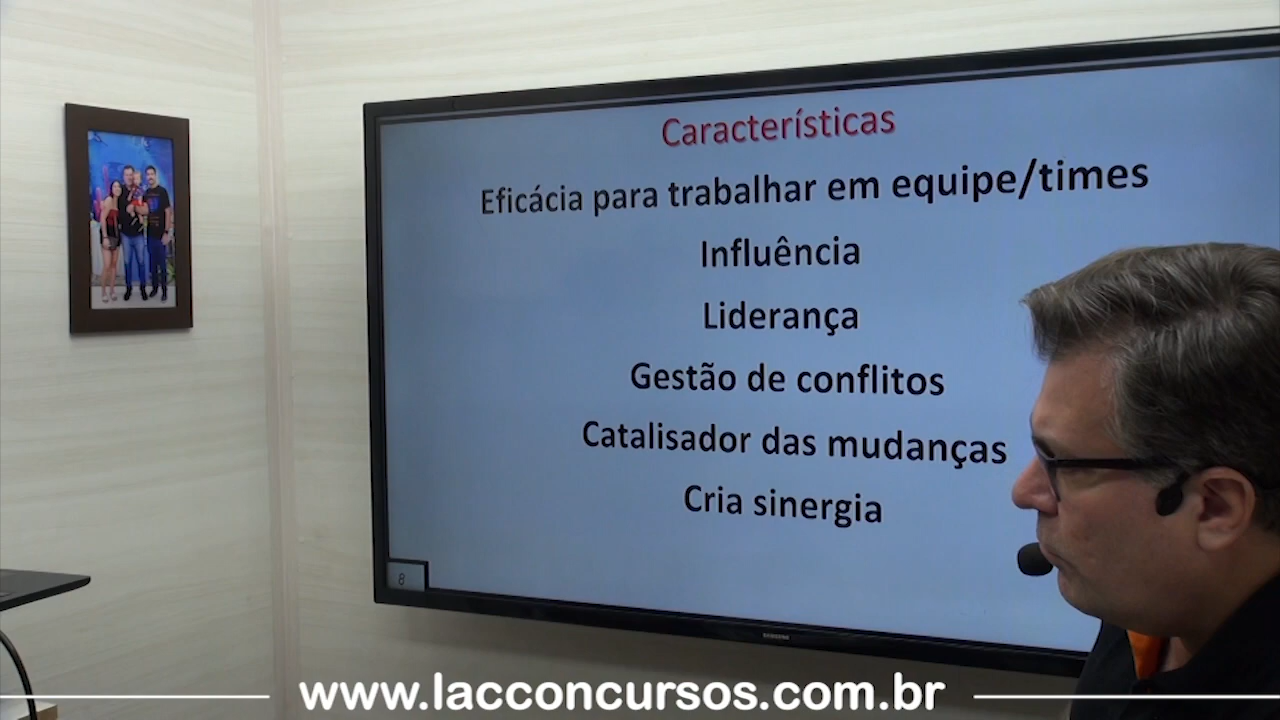 Características
Eficácia para trabalhar em equipe/times
Influência
Liderança
Gestão de conflitos
Catalisador das mudanças
Cria sinergia
8
SAMSUNG
www.lacconcursos.com.br